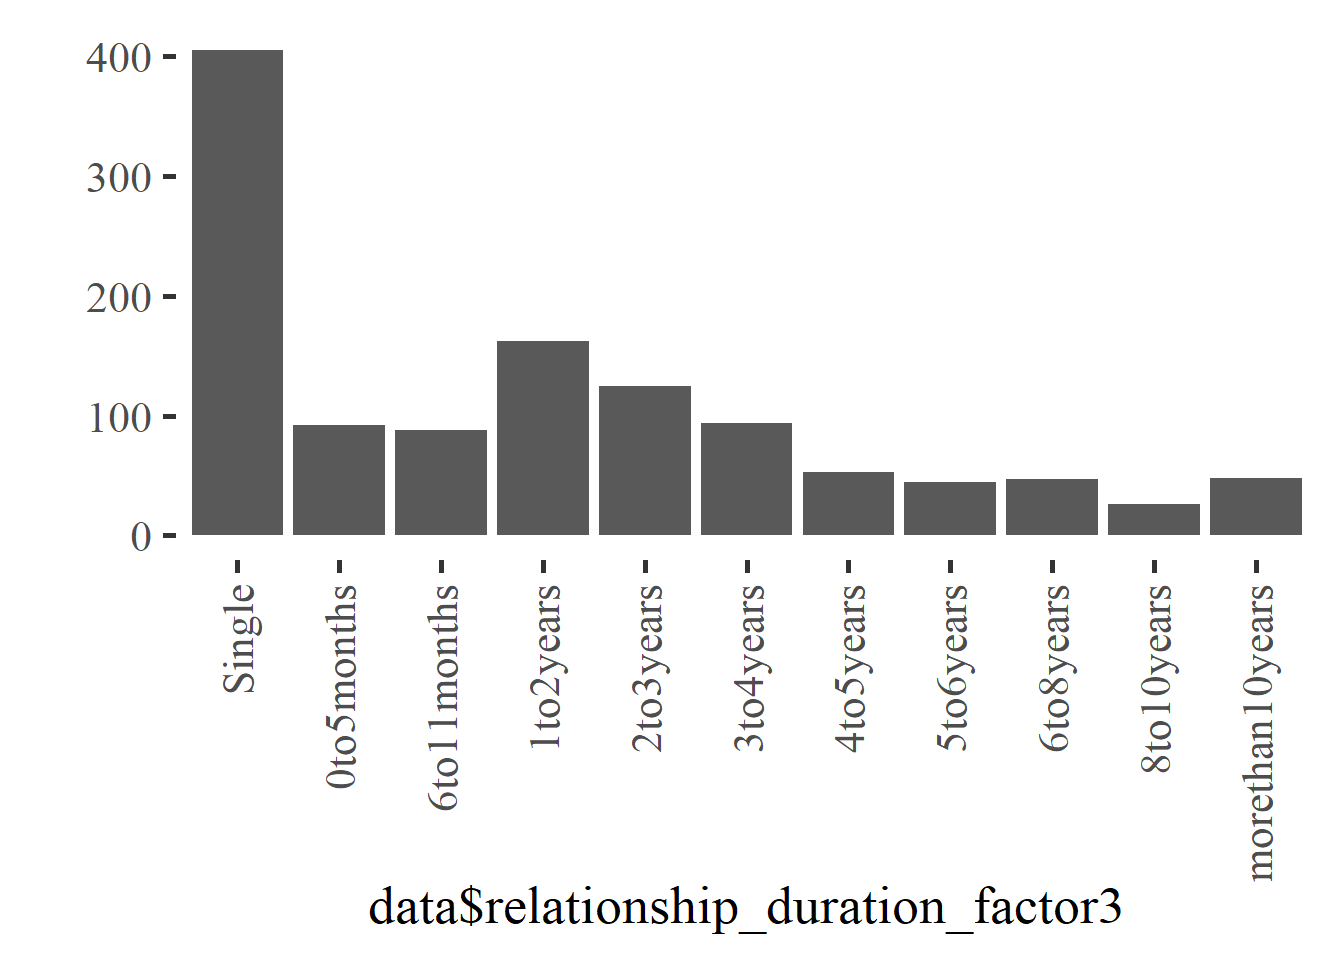 400
300
200
100
0
Single
0to5months
6to11months
1to2years
2to3years
3to4years
4to5years
5to6years
6to8years
8to10years
morethan10years
data$relationship_duration_factor3